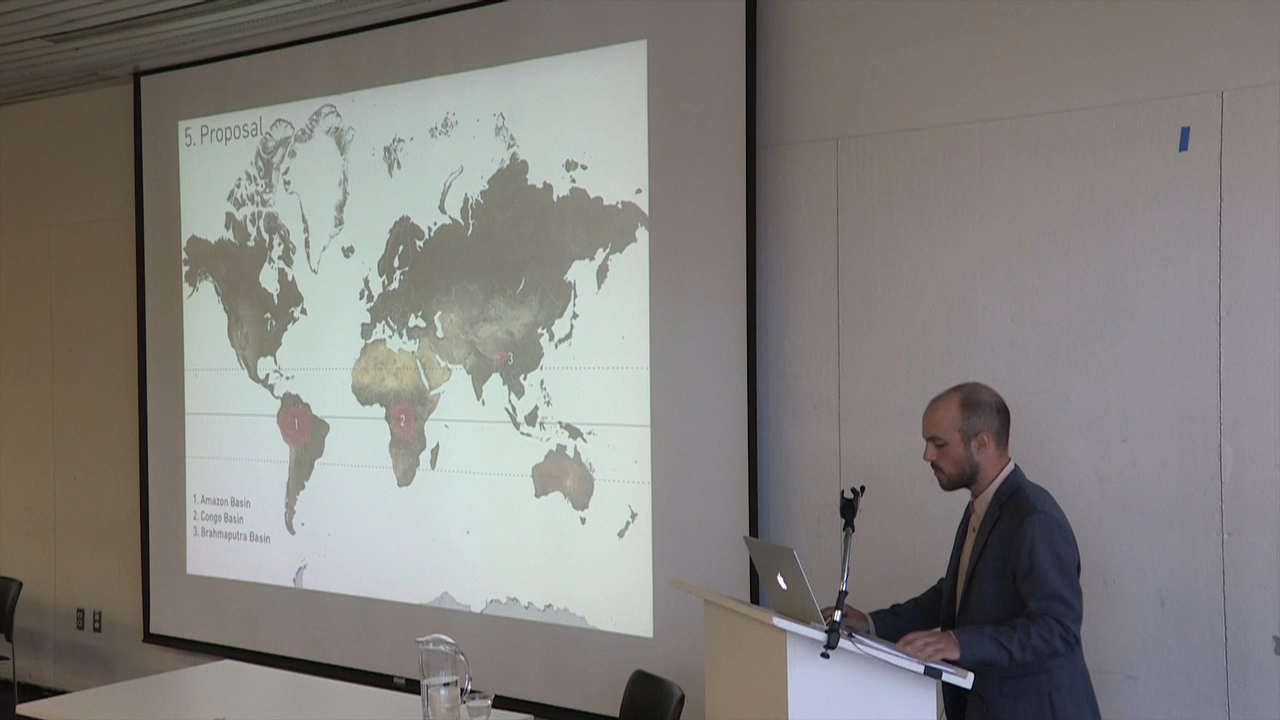 5. Proposal
3
1
2
1. Amazon Basin
2. Congo Basin
3. Brahmaputra Basin